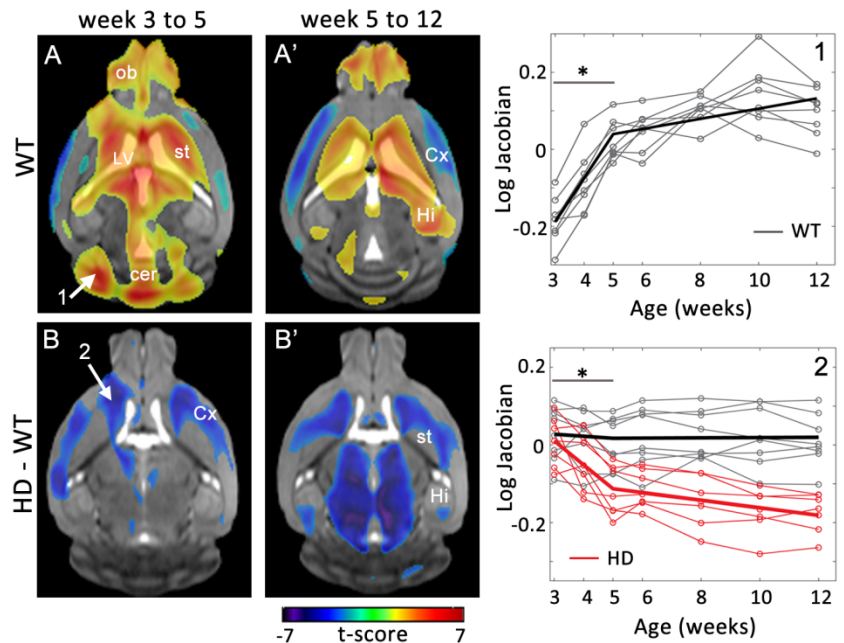 week 3 to 5
week 5 to 12
WT
A
ob
LV
st
cer
1
A'
Cx
Hi
1
*
0.2
0
-0.2
Log Jacobian
WT
3 4 5 6 8 10 12
Age (weeks)
HD - WT
B
2
Cx
B'
st
Hi
2
*
0.2
0
-0.2
Log Jacobian
HD
3 4 5 6 8 10 12
Age (weeks)
-7 t-score 7